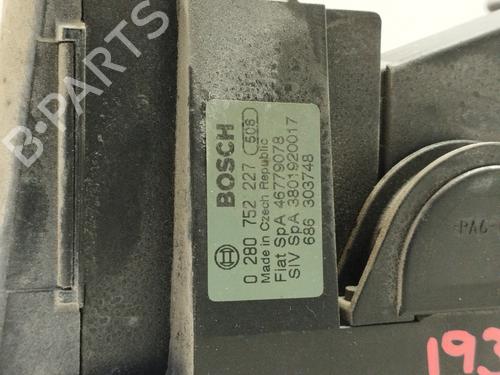 BOSCH
0 280 752 227 508
Made in Czech Republic
Fiat SpA 46779078
SIV SpA 3801920017
686 303748
-PA6-
193
B-PARTS